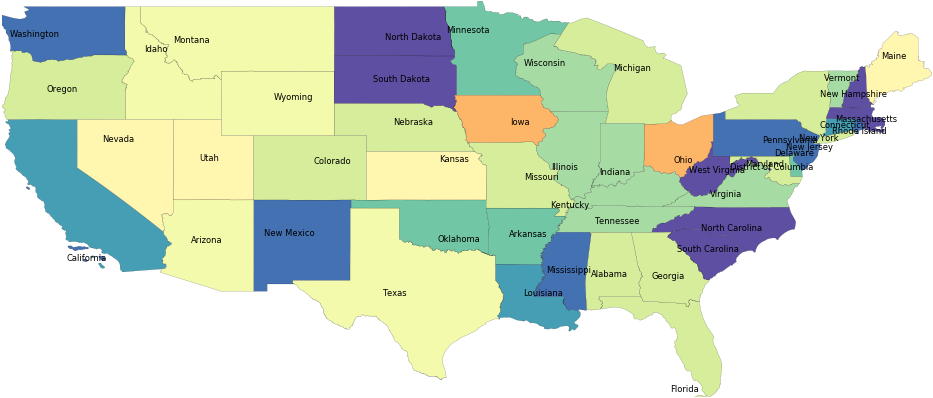 Washington
Idaho
Montana
North Dakota
Minnesota
Wisconsin
Michigan
Maine
Vermont
New Hampshire
Oregon
Wyoming
South Dakota
Nebraska
Iowa
Massachusetts
Connecticut
Rhode Island
New York
Pennsylvania
New Jersey
Nevada
Utah
Colorado
Kansas
Missouri
Illinois
Indiana
Ohio
West Virginia
Maryland
Delaware
District of Columbia
Virginia
Kentucky
California
Arizona
New Mexico
Oklahoma
Arkansas
Tennessee
North Carolina
South Carolina
Texas
Louisiana
Mississippi
Alabama
Georgia
Florida